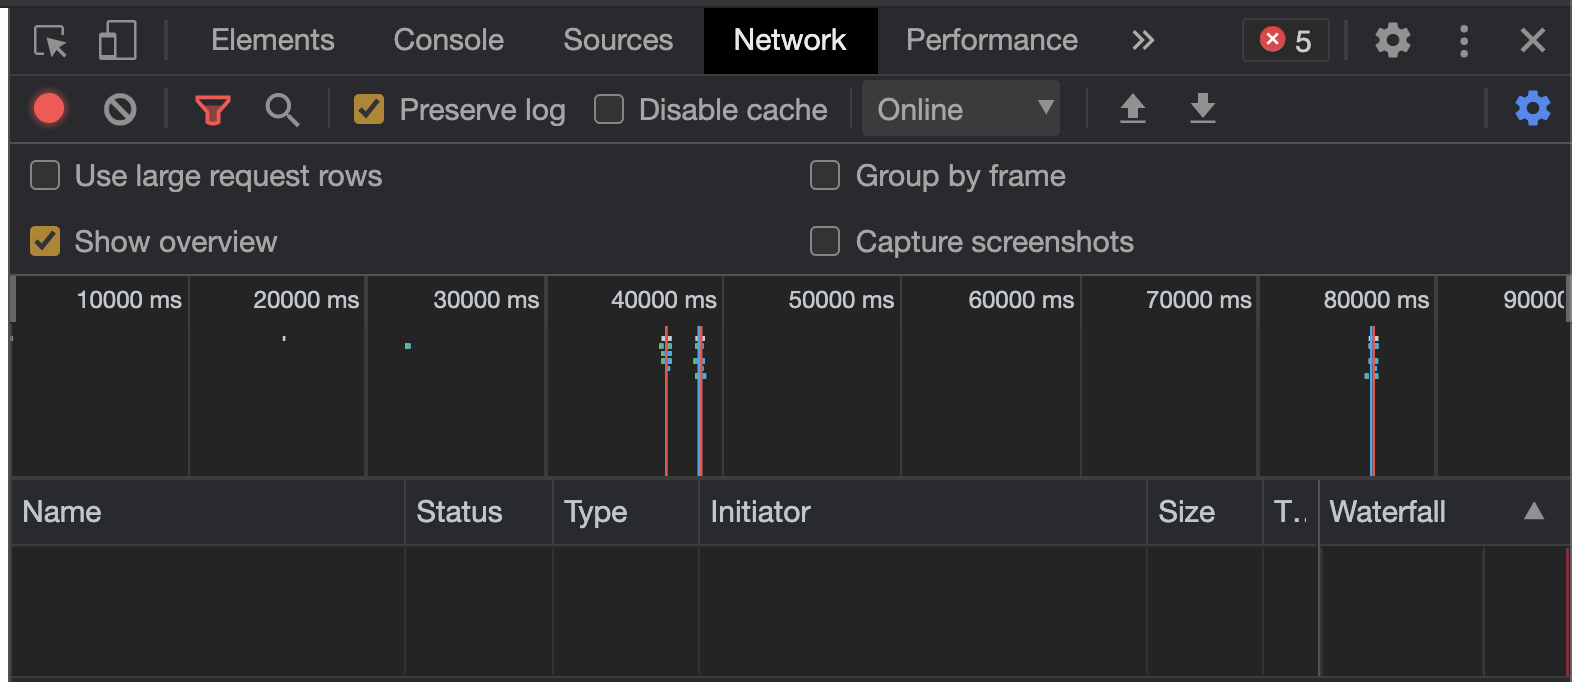 Elements Console Sources Network Performance 5
Preserve log Disable cache Online
Use large request rows Group by frame
Show overview Capture screenshots
10000 ms 20000 ms 30000 ms 40000 ms 50000 ms 60000 ms 70000 ms 80000 ms 9000
Name Status Type Initiator Size T.. Waterfall